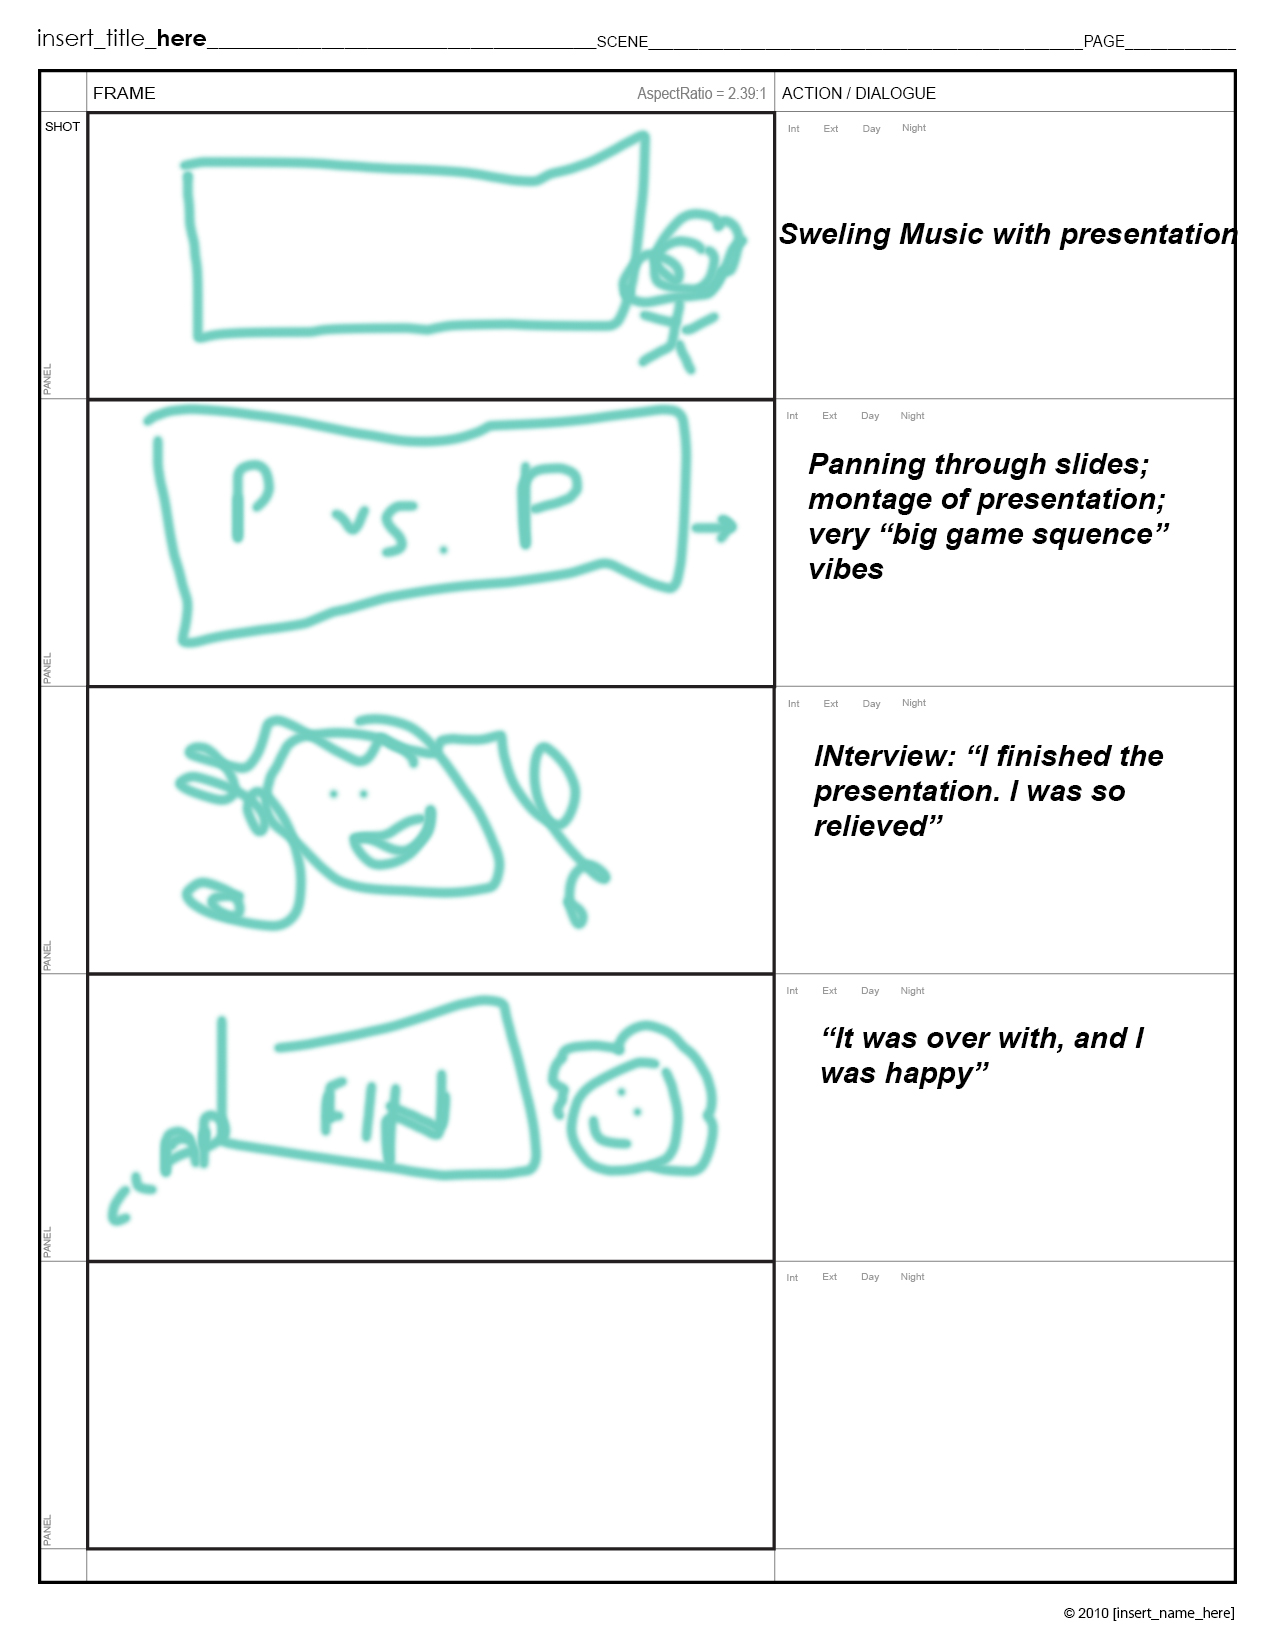 insert_title_here_________________________________SCENE__________________________________________________PAGE_____________
FRAME AspectRatio = 2.39:1 ACTION / DIALOGUE
SHOT
Int Ext Day Night
Sweling Music with presentation
PANEL
Int Ext Day Night
P vs. P
Panning through slides;
montage of presentation;
very “big game squence”
vibes
PANEL
Int Ext Day Night
INterview: “I finished the
presentation. I was so
relieved”
PANEL
Int Ext Day Night
“It was over with, and I
was happy”
FIN
PANEL
Int Ext Day Night
PANEL
© 2010 [insert_name_here]